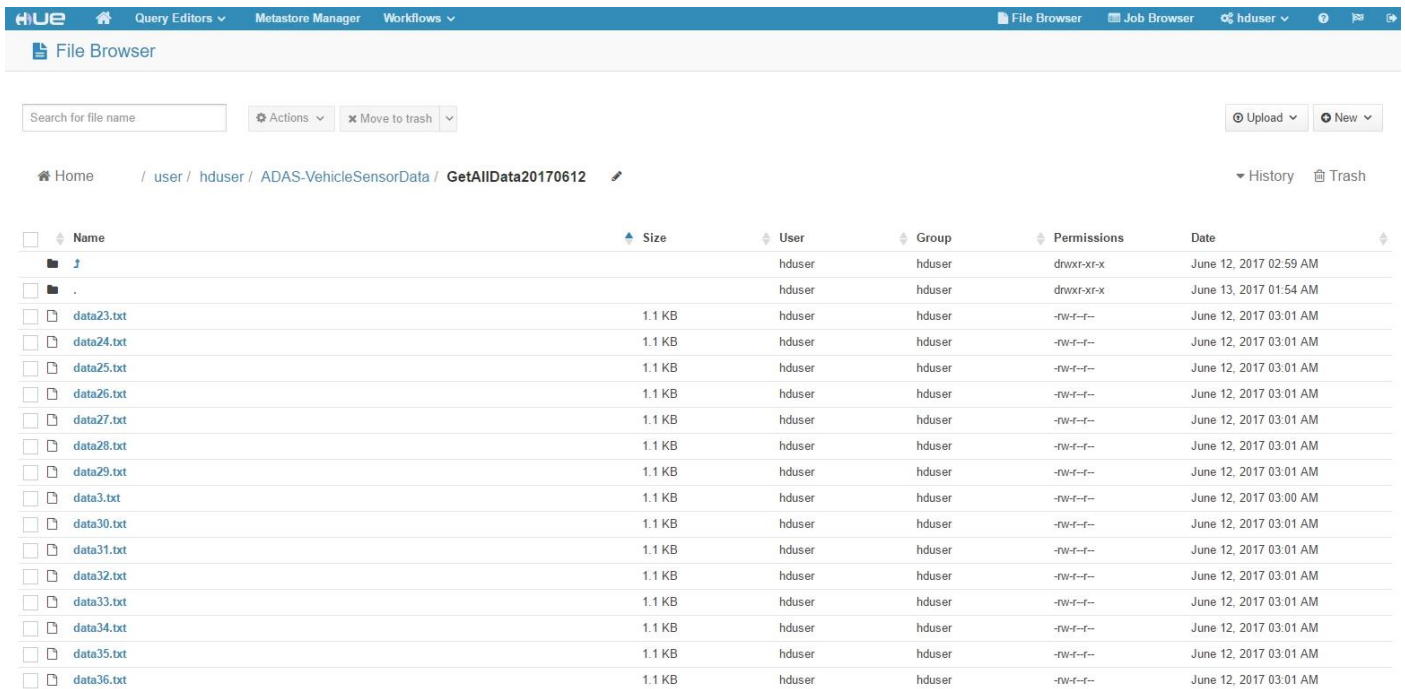 HUE Query Editors Metastore Manager Workflows File Browser Job Browser hduser
File Browser
Search for file name Actions Move to trash Upload New
Home / user / hduser / ADAS-VehicleSensorData / GetAllData20170612 History Trash
Name Size User Group Permissions Date
hduser hduser drwxr-xr-x June 12, 2017 02:59 AM
. hduser hduser drwxr-xr-x June 13, 2017 01:54 AM
data23.txt 1.1 KB hduser hduser -rw-r--r-- June 12, 2017 03:01 AM
data24.txt 1.1 KB hduser hduser -rw-r--r-- June 12, 2017 03:01 AM
data25.txt 1.1 KB hduser hduser -rw-r--r-- June 12, 2017 03:01 AM
data26.txt 1.1 KB hduser hduser -rw-r--r-- June 12, 2017 03:01 AM
data27.txt 1.1 KB hduser hduser -rw-r--r-- June 12, 2017 03:01 AM
data28.txt 1.1 KB hduser hduser -rw-r--r-- June 12, 2017 03:01 AM
data29.txt 1.1 KB hduser hduser -rw-r--r-- June 12, 2017 03:01 AM
data3.txt 1.1 KB hduser hduser -rw-r--r-- June 12, 2017 03:00 AM
data30.txt 1.1 KB hduser hduser -rw-r--r-- June 12, 2017 03:01 AM
data31.txt 1.1 KB hduser hduser -rw-r--r-- June 12, 2017 03:01 AM
data32.txt 1.1 KB hduser hduser -rw-r--r-- June 12, 2017 03:01 AM
data33.txt 1.1 KB hduser hduser -rw-r--r-- June 12, 2017 03:01 AM
data34.txt 1.1 KB hduser hduser -rw-r--r-- June 12, 2017 03:01 AM
data35.txt 1.1 KB hduser hduser -rw-r--r-- June 12, 2017 03:01 AM
data36.txt 1.1 KB hduser hduser -rw-r--r-- June 12, 2017 03:01 AM